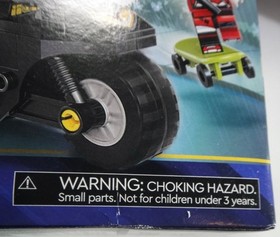 WARNING: CHOKING HAZARD.
Small parts. Not for children under 3 years.